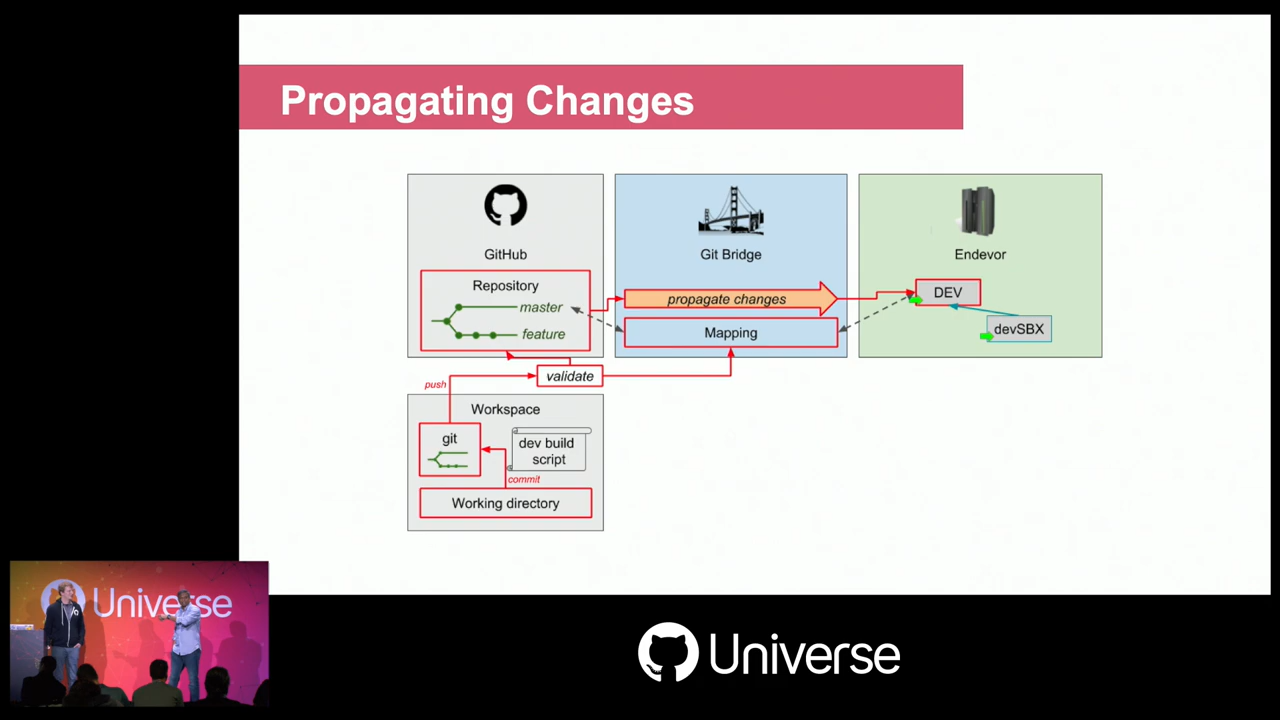 Propagating Changes
GitHub
Git Bridge
Endevor
Repository
master
feature
propagate changes
Mapping
DEV
devSBX
push
validate
Workspace
git
dev build
script
commit
Working directory
Universe
Universe